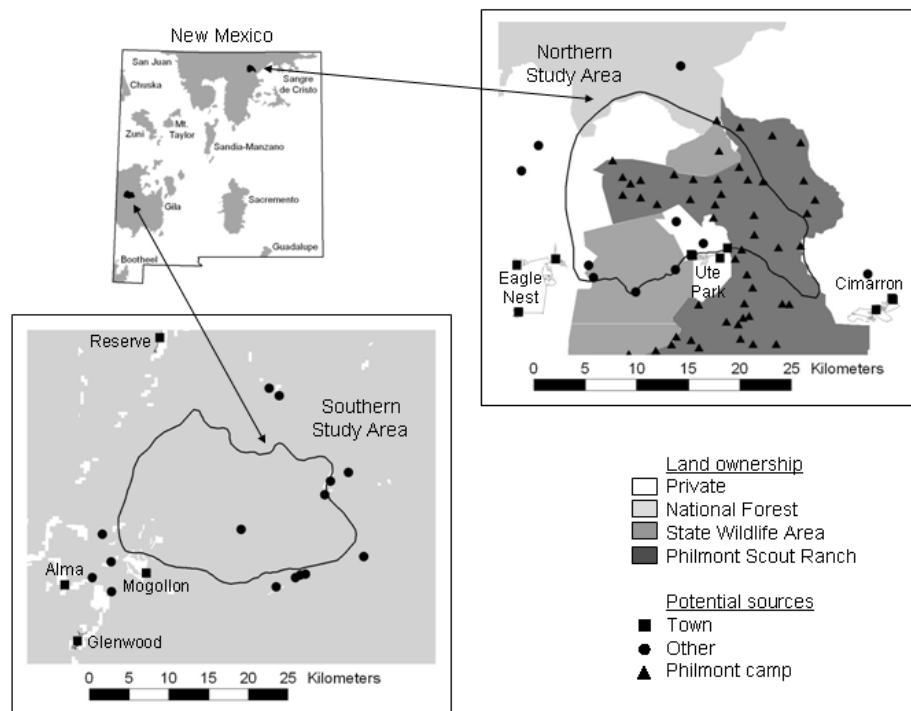 New Mexico
San Juan
Chuska
Sangre
de Cristo
Mt.
Taylor
Zuni
Sandia-Manzano
Gila
Sacremento
Guadalupe
Bootheel
Northern
Study Area
Eagle
Nest
Ute
Park
Cimarron
0 5 10 15 20 25 Kilometers
Reserve
Southern
Study Area
Alma
Mogollon
Glenwood
0 5 10 15 20 25 Kilometers
Land ownership
Private
National Forest
State Wildlife Area
Philmont Scout Ranch
Potential sources
Town
Other
Philmont camp